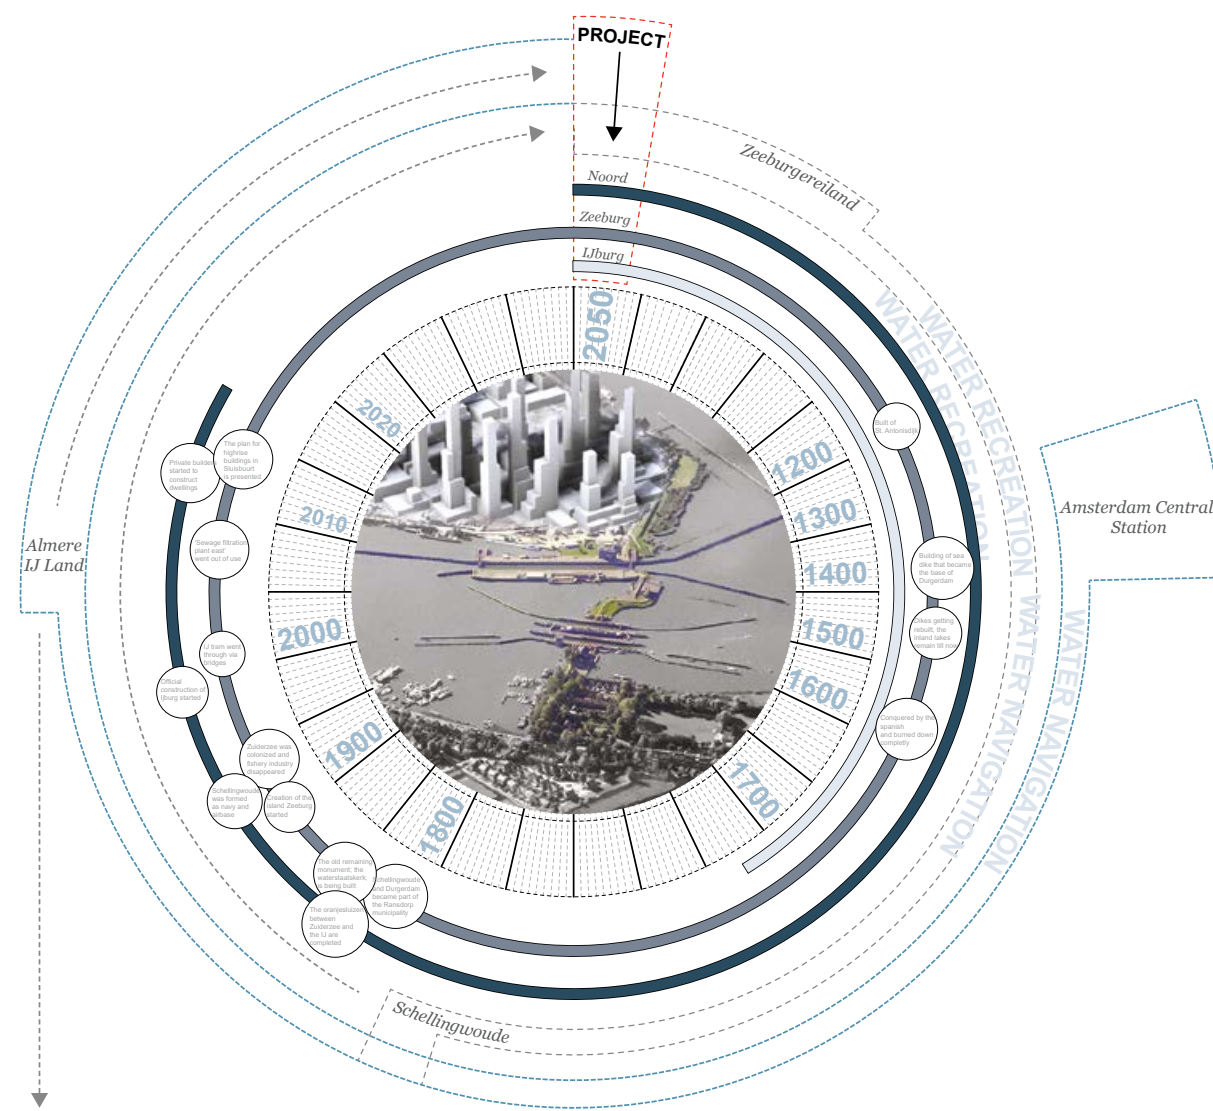 PROJECT
Zeeburgereiland
Noord
Zeeburg
IJburg
2050
WATER RECREATION
WATER RECREATION
2020
The plan for
highrise
buildings in
Sluisbuurt
is presented
Private builders
started to
construct
dwellings
Built of
St. Antonisdijk
1200
1300
1400
1500
1600
1700
1800
1900
2000
2010
Amsterdam Central
Station
Almere
IJ Land
'Sewage filtration
plant east'
went out of use
Building of sea
dike that became
the base of
Durgerdam
Dikes getting
rebuilt, the
inland lakes
remain till now
WATER NAVIGATION
WATER NAVIGATION
IJ tram went
through via
bridges
Official
construction of
Ijburg started
Conquered by the
spanish
and burned down
completly
Zuiderzee was
colonized and
fishery industry
disappeared
Schellingwoude
was formed
as navy and
airbase
Creation of the
island Zeeburg
started
The old remaining
monument; the
waterstaatskerk,
is being built
Schellingwoude
and Durgerdam
became part of
the Ransdorp
municipality
The oranjesluizen
between
Zuiderzee and
the IJ are
completed
Schellingwoude